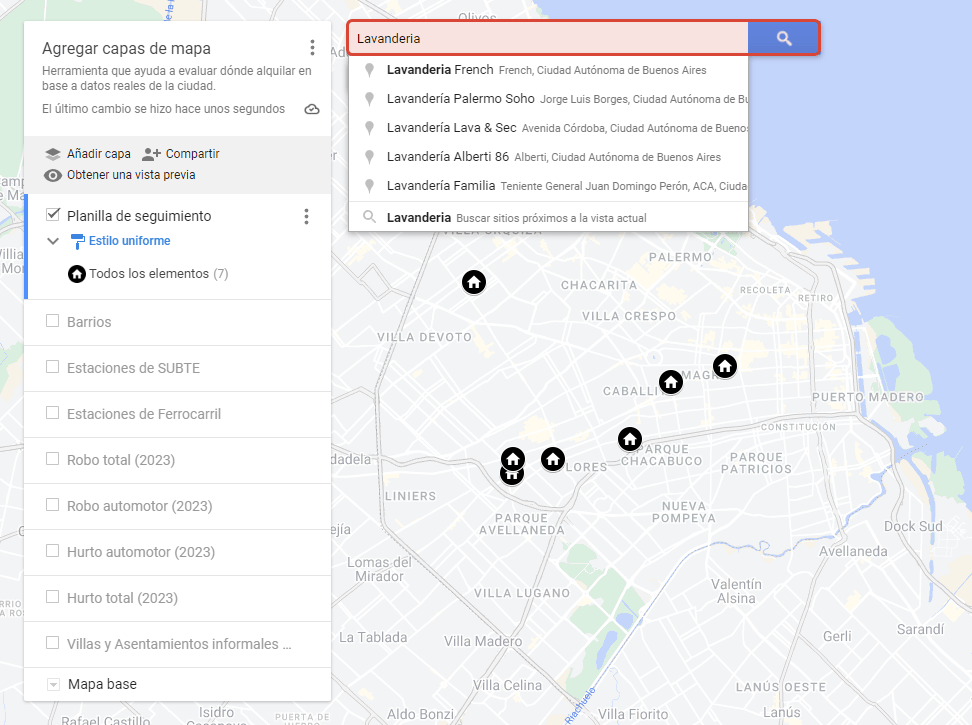 Agregar capas de mapa
Herramienta que ayuda a evaluar dónde alquilar en
base a datos reales de la ciudad.
El último cambio se hizo hace unos segundos
Añadir capa
Compartir
Obtener una vista previa
Planilla de seguimiento
Estilo uniforme
Todos los elementos (7)
Barrios
Estaciones de SUBTE
Estaciones de Ferrocarril
Robo total (2023)
Robo automotor (2023)
Hurto automotor (2023)
Hurto total (2023)
Villas y Asentamientos informales ...
Mapa base
Lavanderia
Lavanderia French French, Ciudad Autónoma de Buenos Aires
Lavandería Palermo Soho Jorge Luis Borges, Ciudad Autónoma de Bu
Lavandería Lava & Sec Avenida Córdoba, Ciudad Autónoma de Buenos
Lavandería Alberti 86 Alberti, Ciudad Autónoma de Buenos Aires
Lavandería Familia Teniente General Juan Domingo Perón, ACA, Ciuda
Lavanderia Buscar sitios próximos a la vista actual
Olivos
VILLA URQUIZA
PALERMO
CHACARITA
RECOLETA
RETIRO
VILLA CRESPO
VILLA DEVOTO
CABALLI
MAGR
PUERTO MADERO
CONSTITUCIÓN
PARQUE
CHACABUCO
PARQUE
PATRICIOS
LORES
dadela
LINIERS
PARQUE
AVELLANEDA
NUEVA
POMPEYA
Dock Sud
Avellaneda
ejía
Lomas del
Mirador
VILLA LUGANO
Valentín
Alsina
Sarandí
Gerli
La Tablada
Villa Madero
Villa Celina
LANÚS OESTE
Aldo Bonzi
Riachuelo
Villa Fiorito
Lanús
Rafael Castillo
Isidro
Casanova
PUERTA DE